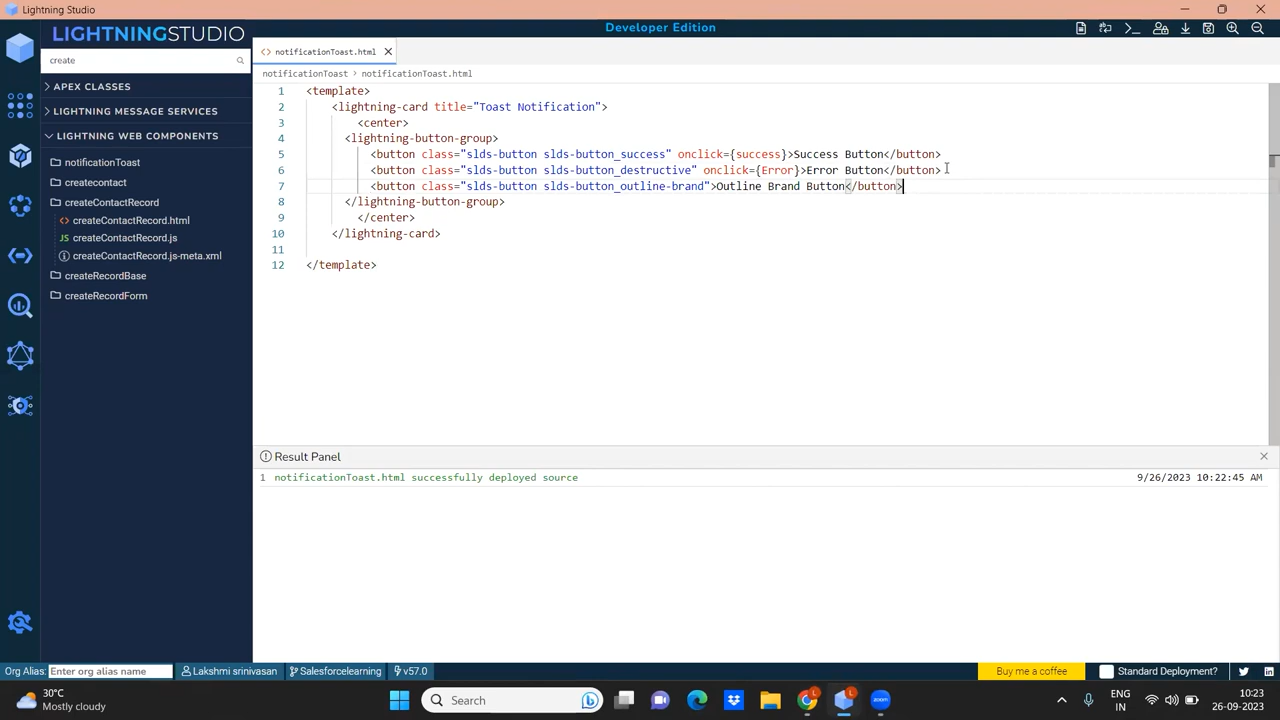 Lightning Studio
LIGHTNINGSTUDIO
Developer Edition
create
APEX CLASSES
LIGHTNING MESSAGE SERVICES
LIGHTNING WEB COMPONENTS
notificationToast
createcontact
createContactRecord
<> createContactRecord.html
JS createContactRecord.js
createContactRecord.js-meta.xml
createRecordBase
createRecordForm
<> notificationToast.html
notificationToast > notificationToast.html
1 <template>
2 <lightning-card title="Toast Notification">
3 <center>
4 <lightning-button-group>
5 <button class="slds-button slds-button_success" onclick={success}>Success Button</button>
6 <button class="slds-button slds-button_destructive" onclick={Error}>Error Button</button>
7 <button class="slds-button slds-button_outline-brand">Outline Brand Button</button>
8 </lightning-button-group>
9 </center>
10 </lightning-card>
11
12 </template>
Result Panel
1 notificationToast.html successfully deployed source 9/26/2023 10:22:45 AM
Org Alias: Enter org alias name Lakshmi srinivasan Salesforcelearning v57.0 Buy me a coffee Standard Deployment?
30°C
Mostly cloudy
Search
zoom
ENG
IN
10:23
26-09-2023